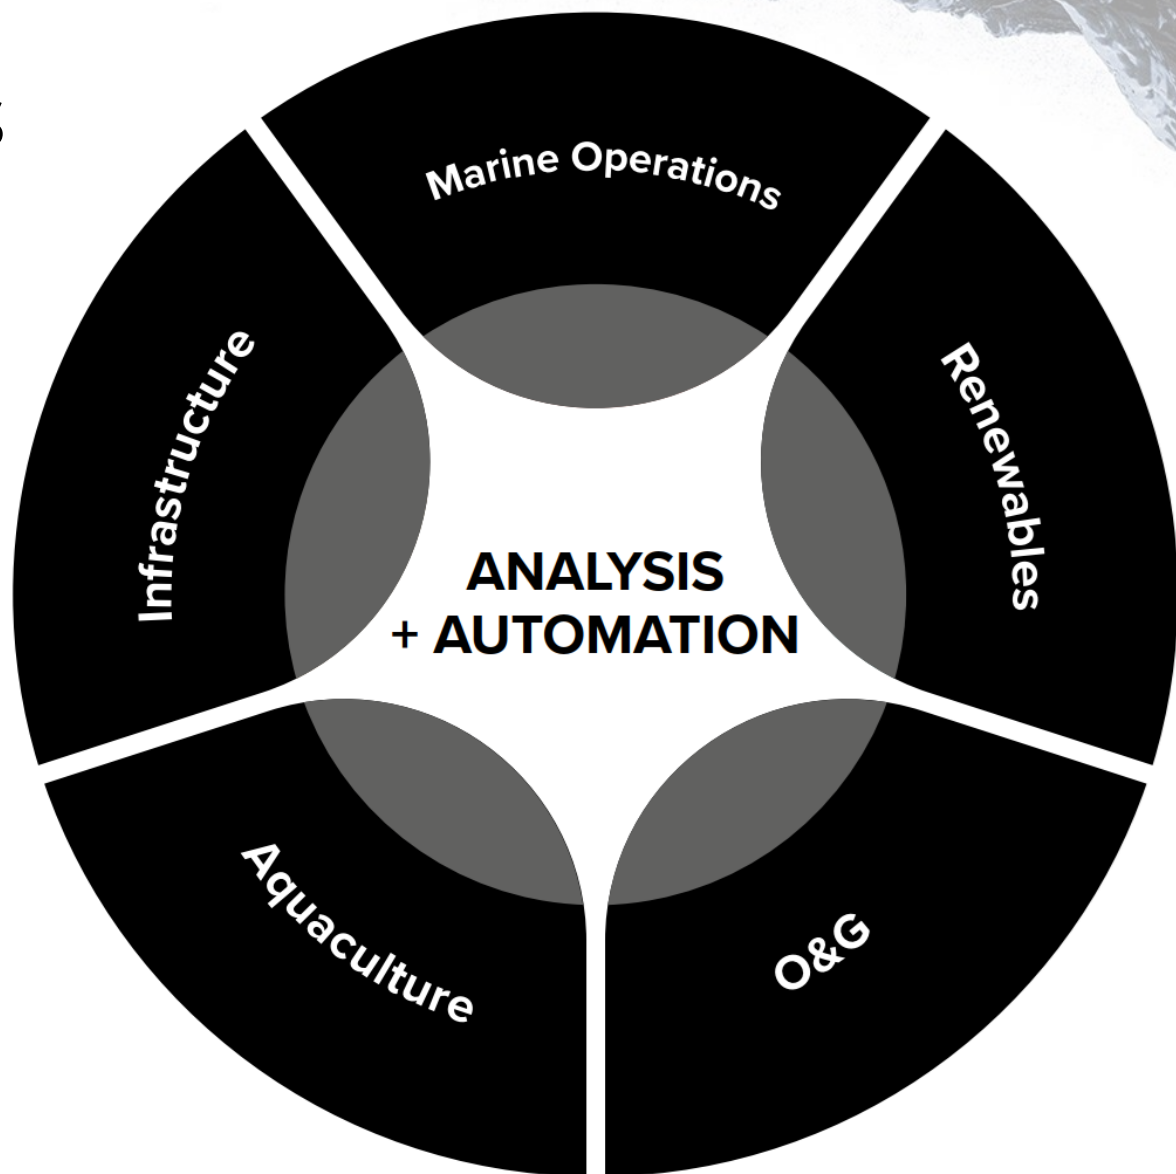 Marine Operations
Renewables
O&G
Aquaculture
Infrastructure
ANALYSIS
+ AUTOMATION